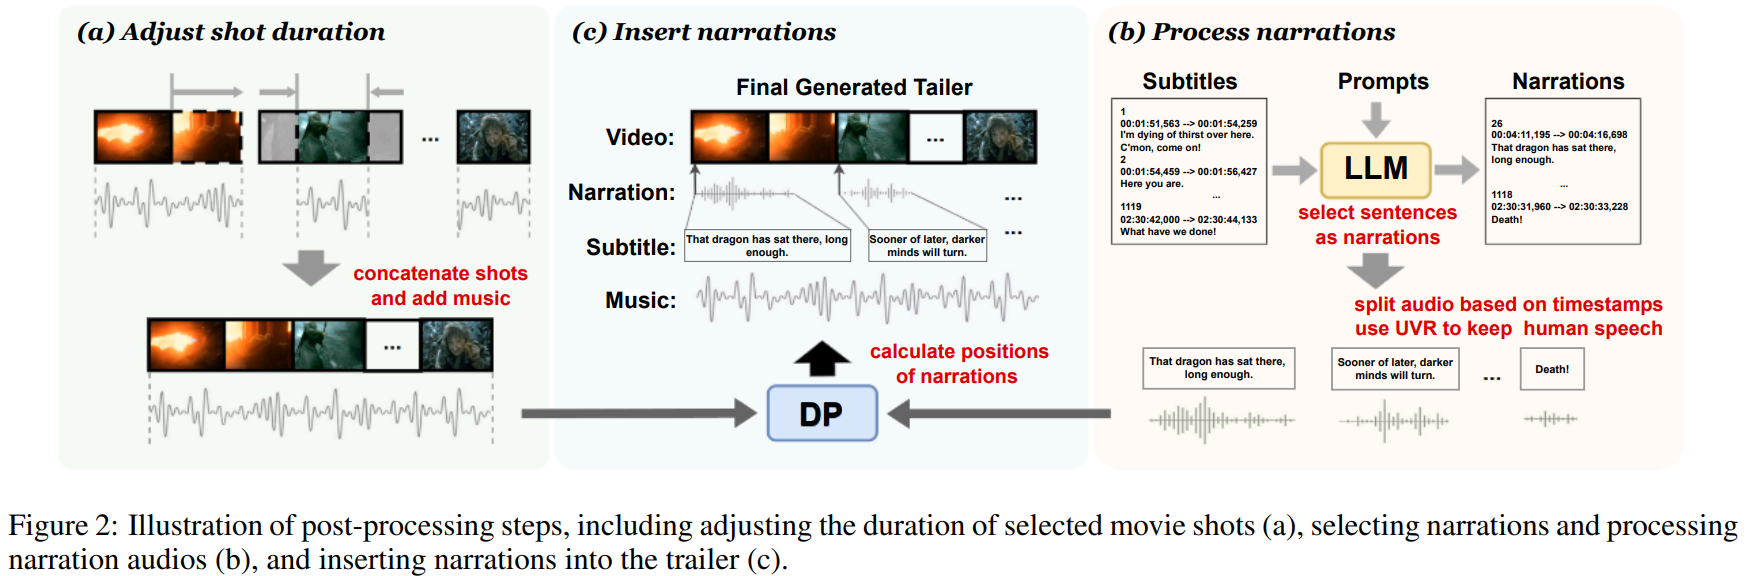 (a) Adjust shot duration
...
concatenate shots
and add music
...
(c) Insert narrations
Final Generated Tailer
Video:
...
Narration:
...
Subtitle:
That dragon has sat there, long
enough.
Sooner of later, darker
minds will turn.
...
Music:
calculate positions
of narrations
DP
(b) Process narrations
Subtitles
1
00:01:51,563 --> 00:01:54,259
I'm dying of thirst over here.
C'mon, come on!
2
00:01:54,459 --> 00:01:56,427
Here you are.
...
1119
02:30:42,000 --> 02:30:44,133
What have we done!
Prompts
LLM
select sentences
as narrations
Narrations
26
00:04:11,195 --> 00:04:16,698
That dragon has sat there,
long enough.
...
1118
02:30:31,960 --> 02:30:33,228
Death!
split audio based on timestamps
use UVR to keep human speech
That dragon has sat there,
long enough.
Sooner of later, darker
minds will turn.
...
Death!
Figure 2: Illustration of post-processing steps, including adjusting the duration of selected movie shots (a), selecting narrations and processing
narration audios (b), and inserting narrations into the trailer (c).